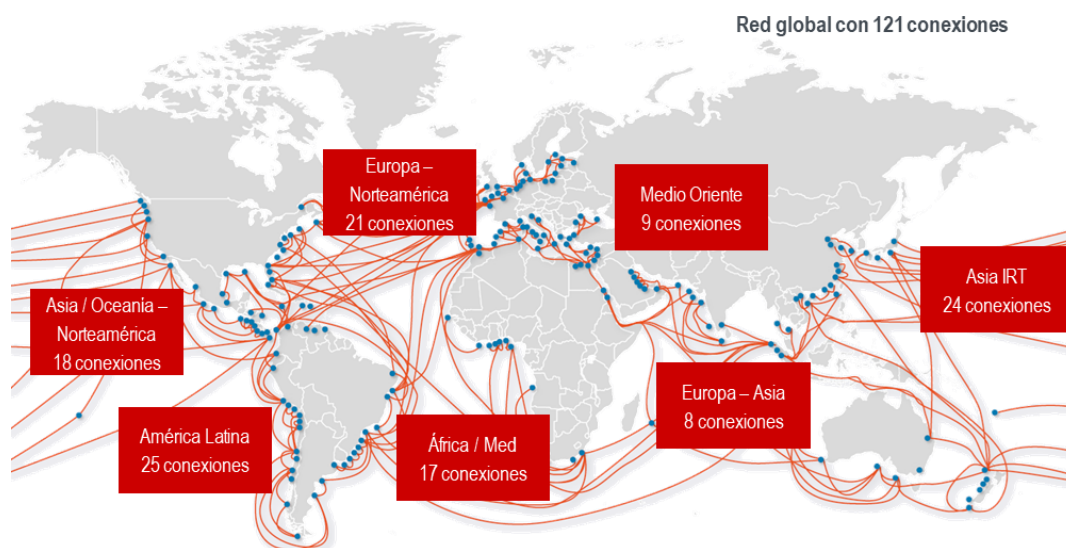 Red global con 121 conexiones
Europa –
Norteamérica
21 conexiones
Medio Oriente
9 conexiones
Asia IRT
24 conexiones
Asia / Oceania –
Norteamérica
18 conexiones
Europa – Asia
8 conexiones
América Latina
25 conexiones
África / Med
17 conexiones